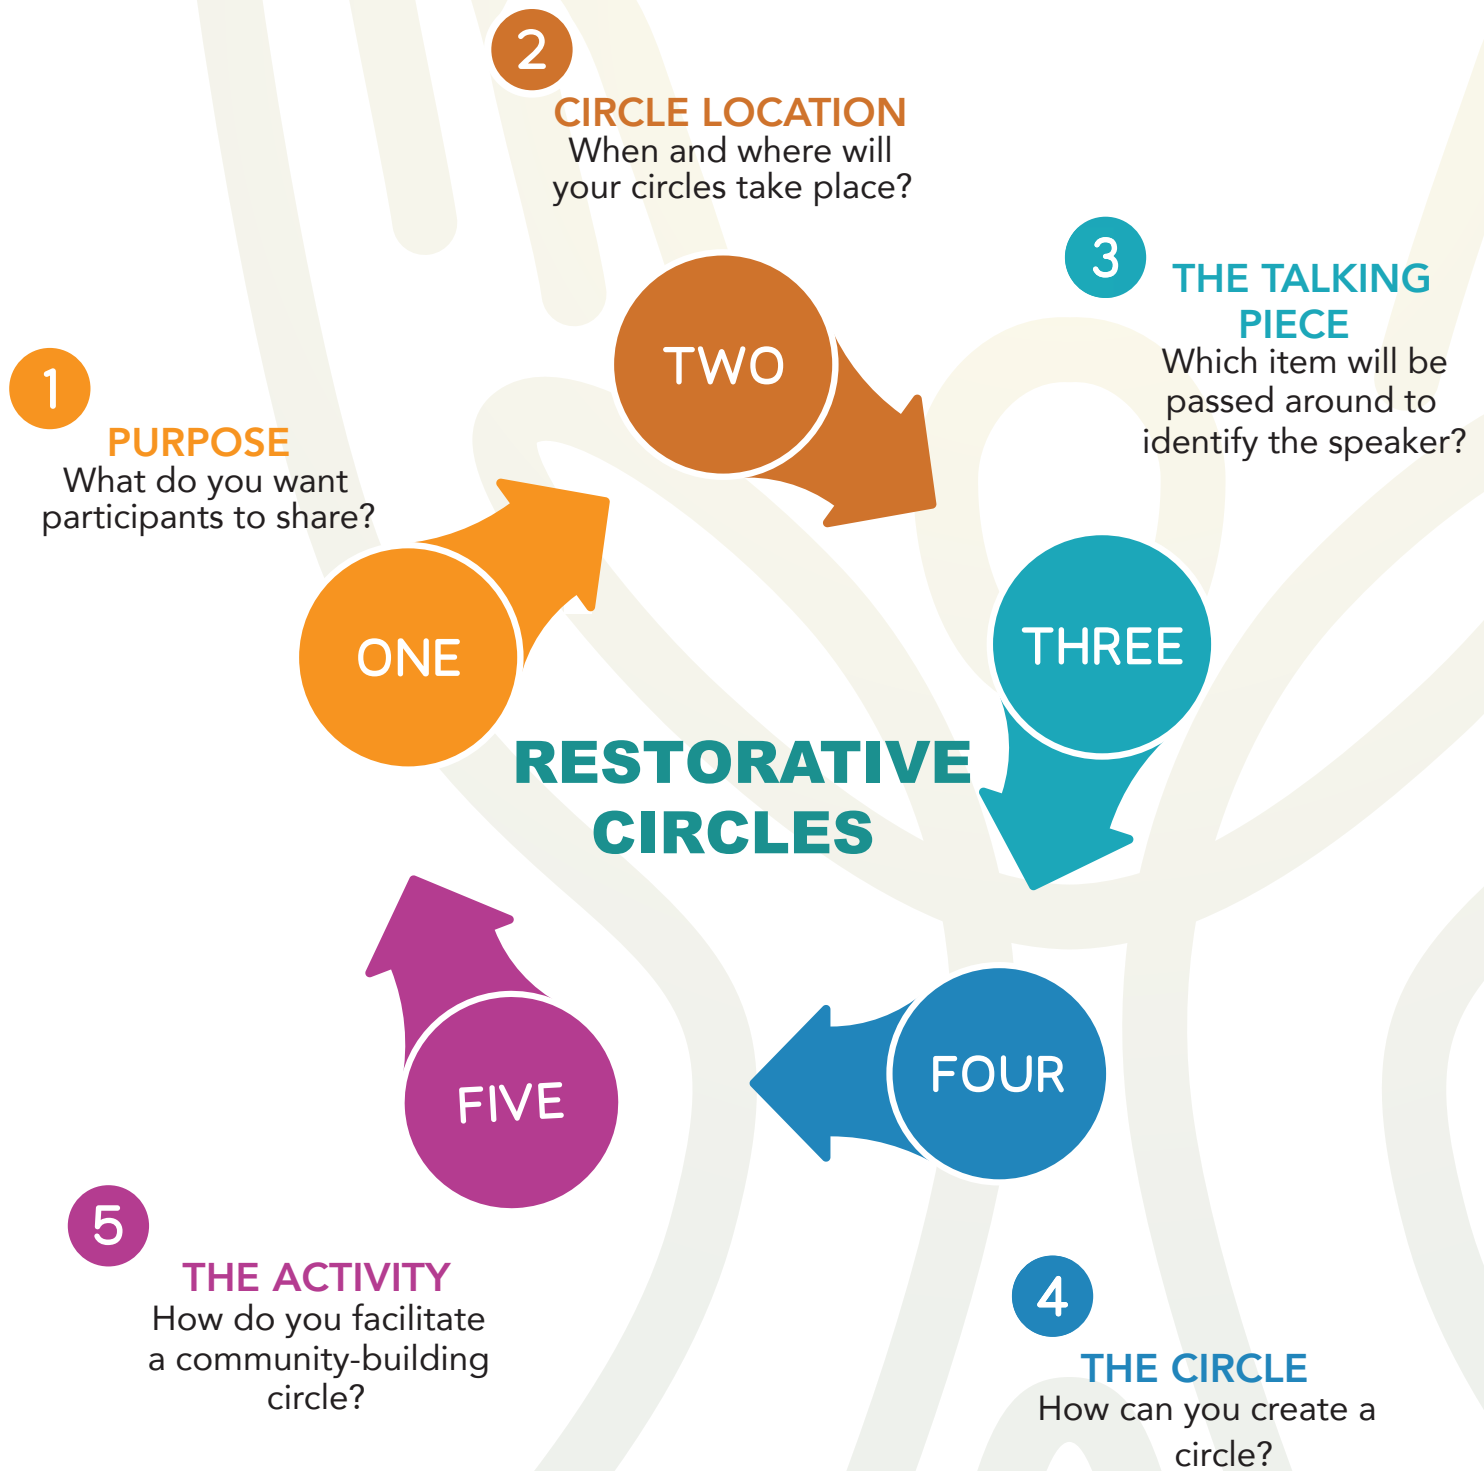 1
PURPOSE
What do you want
participants to share?
2
CIRCLE LOCATION
When and where will
your circles take place?
3
THE TALKING
PIECE
Which item will be
passed around to
identify the speaker?
ONE
TWO
THREE
FOUR
FIVE
RESTORATIVE
CIRCLES
4
THE CIRCLE
How can you create a
circle?
5
THE ACTIVITY
How do you facilitate
a community-building
circle?